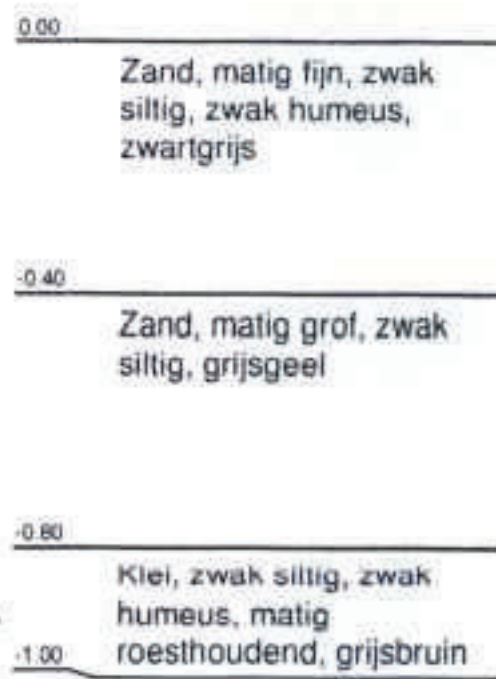 0.00
Zand, matig fijn, zwak
siltig, zwak humeus,
zwartgrijs
-0.40
Zand, matig grof, zwak
siltig, grijsgeel
-0.80
Klei, zwak siltig, zwak
humeus, matig
roesthoudend, grijsbruin
-1.00